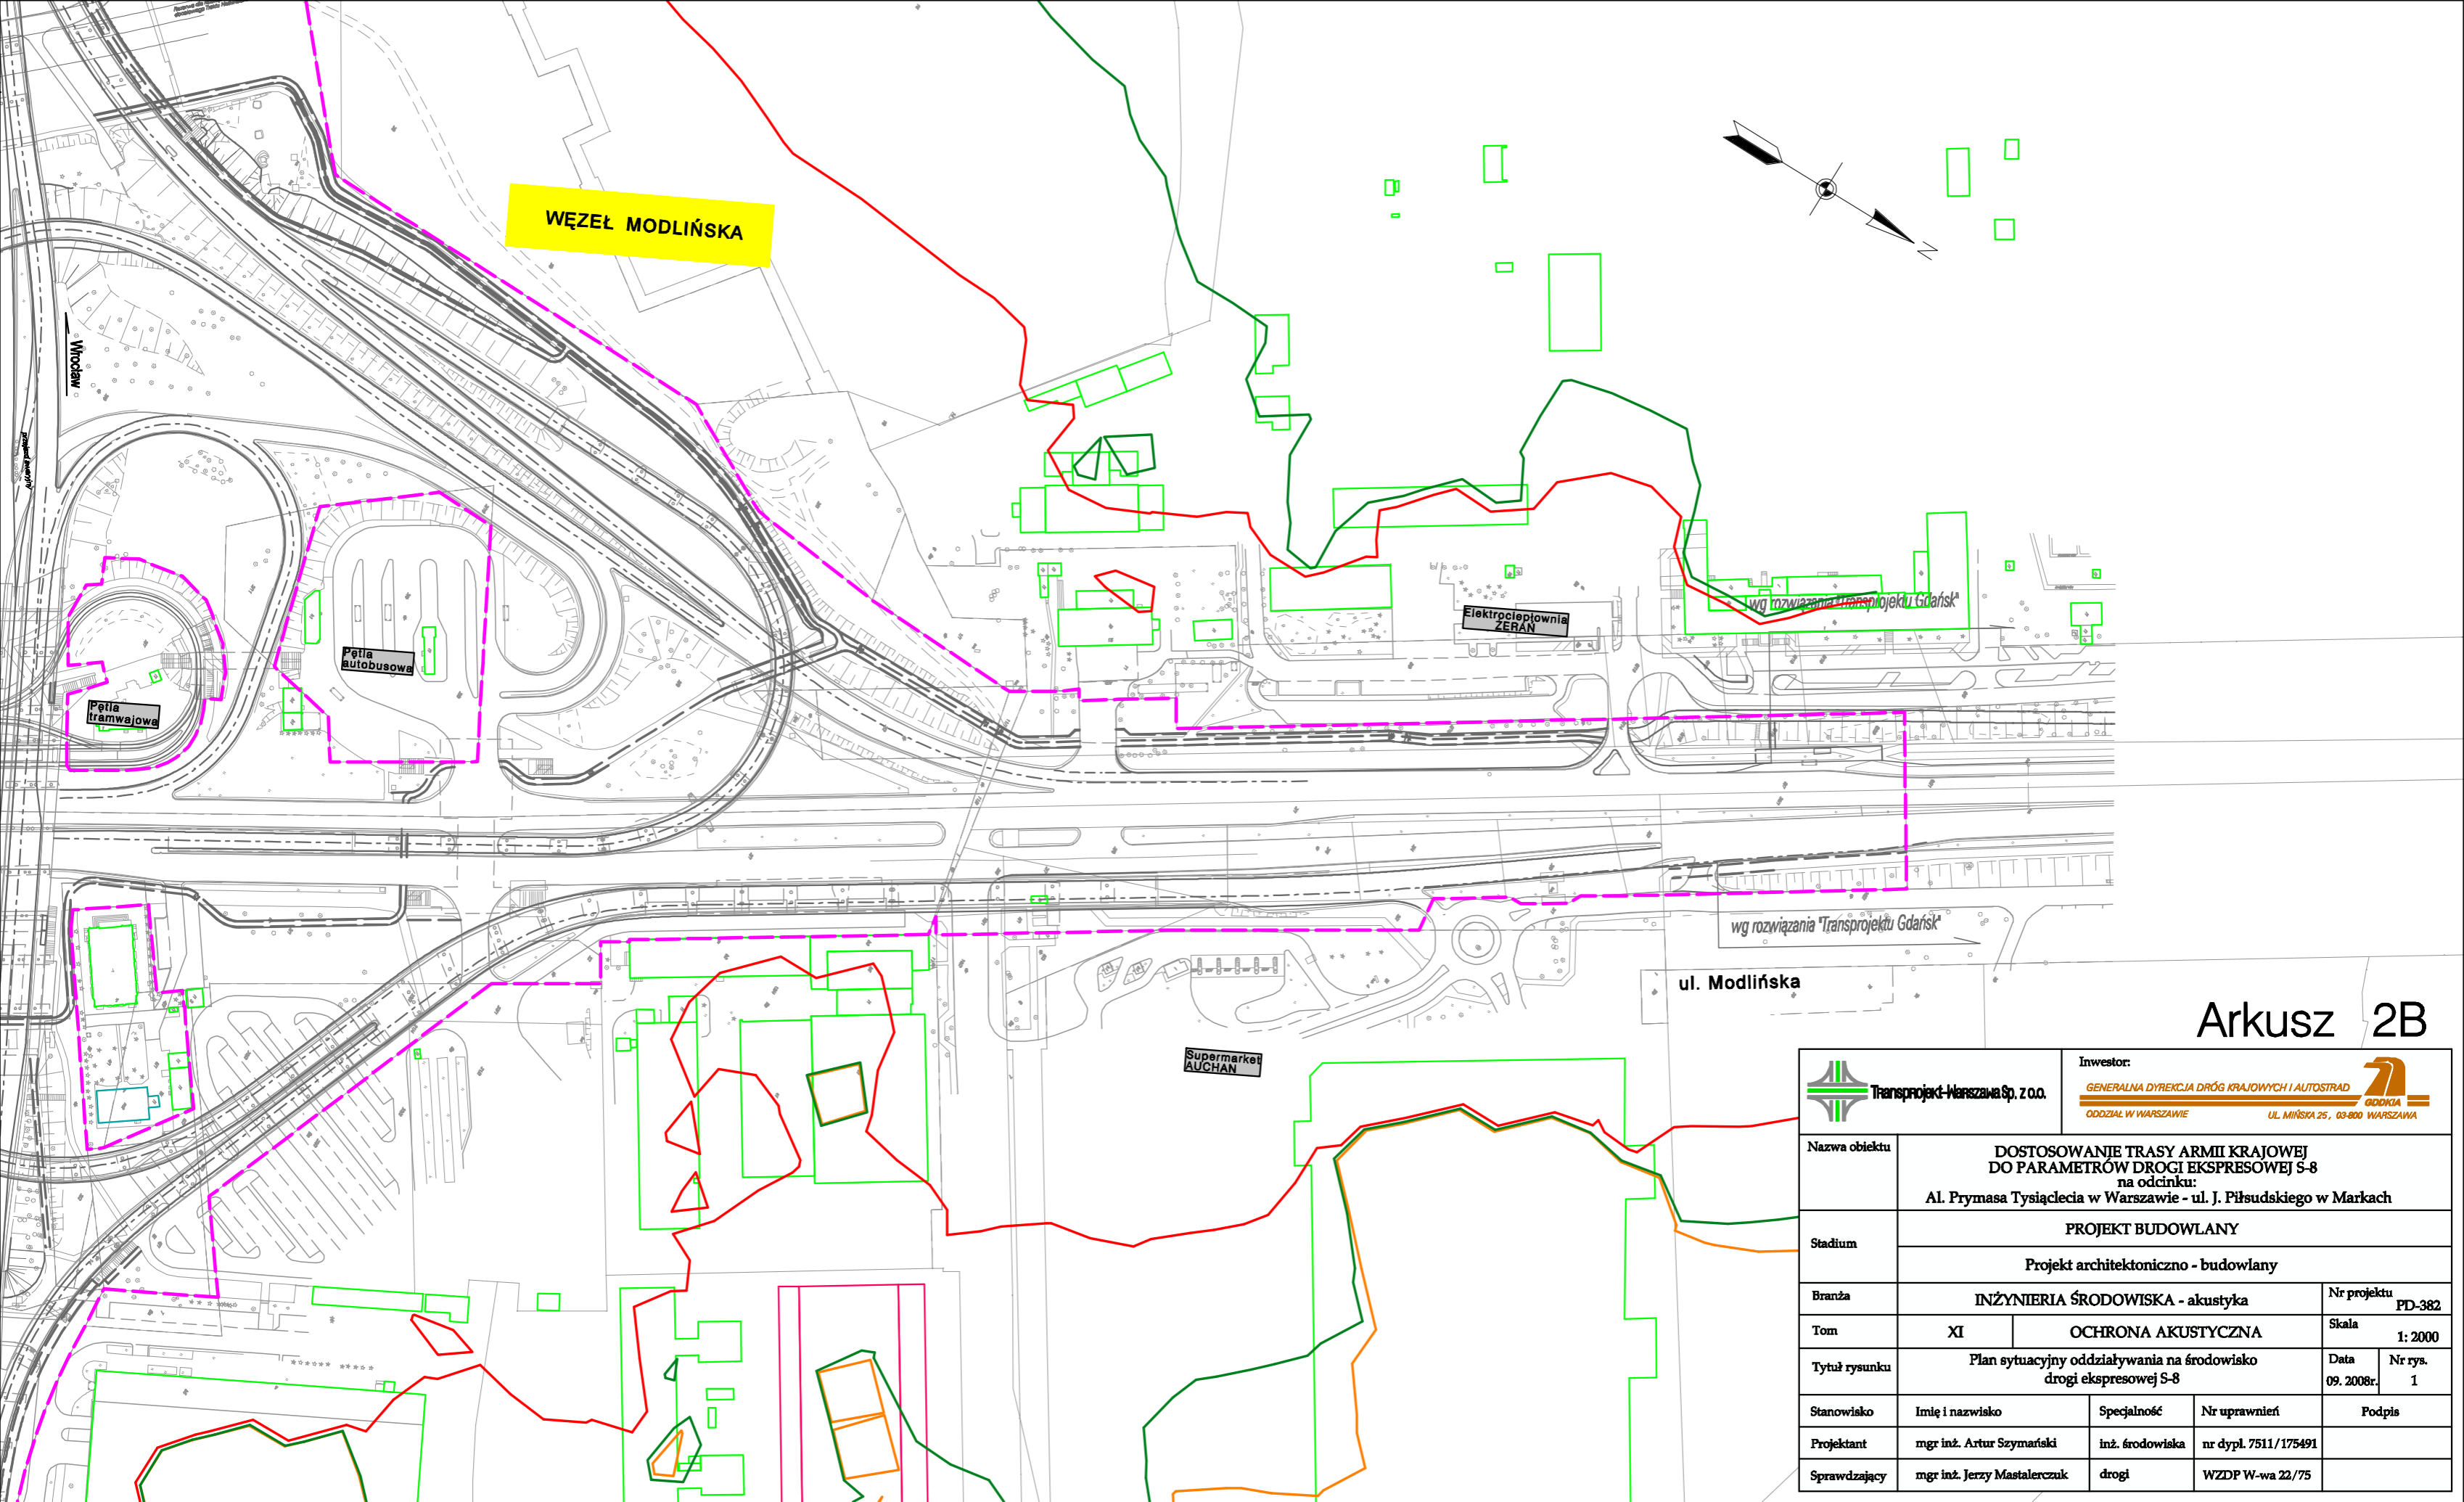 WĘZEŁ MODLIŃSKA
Wrocław
Pętla
autobusowa
Pętla
tramwajowa
Elektrociepłownia
ŻERAŃ
wg rozwiązania "Transprojektu Gdańsk"
wg rozwiązania "Transprojektu Gdańsk"
ul. Modlińska
Supermarket
AUCHAN
N
Arkusz 2B
Transprojekt-Warszawa Sp. z o.o.
Inwestor:
GENERALNA DYREKCJA DRÓG KRAJOWYCH I AUTOSTRAD
GDDKIA
ODDZIAŁ W WARSZAWIE UL. MIŃSKA 25, 03-800 WARSZAWA
Nazwa obiektu
DOSTOSOWANIE TRASY ARMII KRAJOWEJ
DO PARAMETRÓW DROGI EKSPRESOWEJ S-8
na odcinku:
Al. Prymasa Tysiąclecia w Warszawie - ul. J. Piłsudskiego w Markach
Stadium
PROJEKT BUDOWLANY
Projekt architektoniczno - budowlany
Branża
INŻYNIERIA ŚRODOWISKA - akustyka
Nr projektu
PD-382
Tom
XI
OCHRONA AKUSTYCZNA
Skala
1: 2000
Tytuł rysunku
Plan sytuacyjny oddziaływania na środowisko
drogi ekspresowej S-8
Data
09. 2008r.
Nr rys.
1
Stanowisko Imię i nazwisko Specjalność Nr uprawnień Podpis
Projektant mgr inż. Artur Szymański inż. środowiska nr dypl. 7511/175491
Sprawdzający mgr inż. Jerzy Mastalerczuk drogi WZDP W-wa 22/75